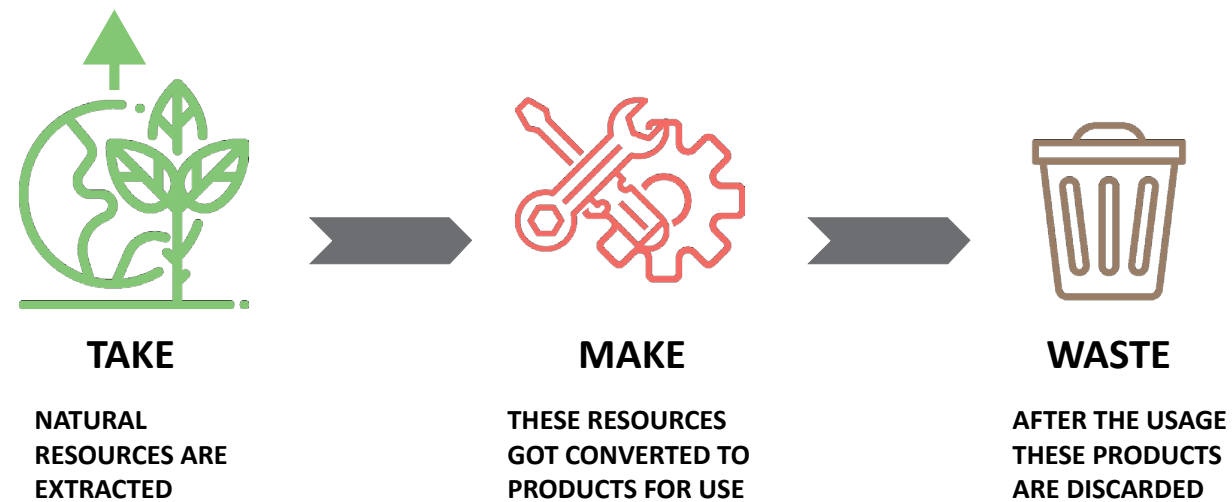 TAKE
NATURAL
RESOURCES ARE
EXTRACTED
MAKE
THESE RESOURCES
GOT CONVERTED TO
PRODUCTS FOR USE
WASTE
AFTER THE USAGE
THESE PRODUCTS
ARE DISCARDED